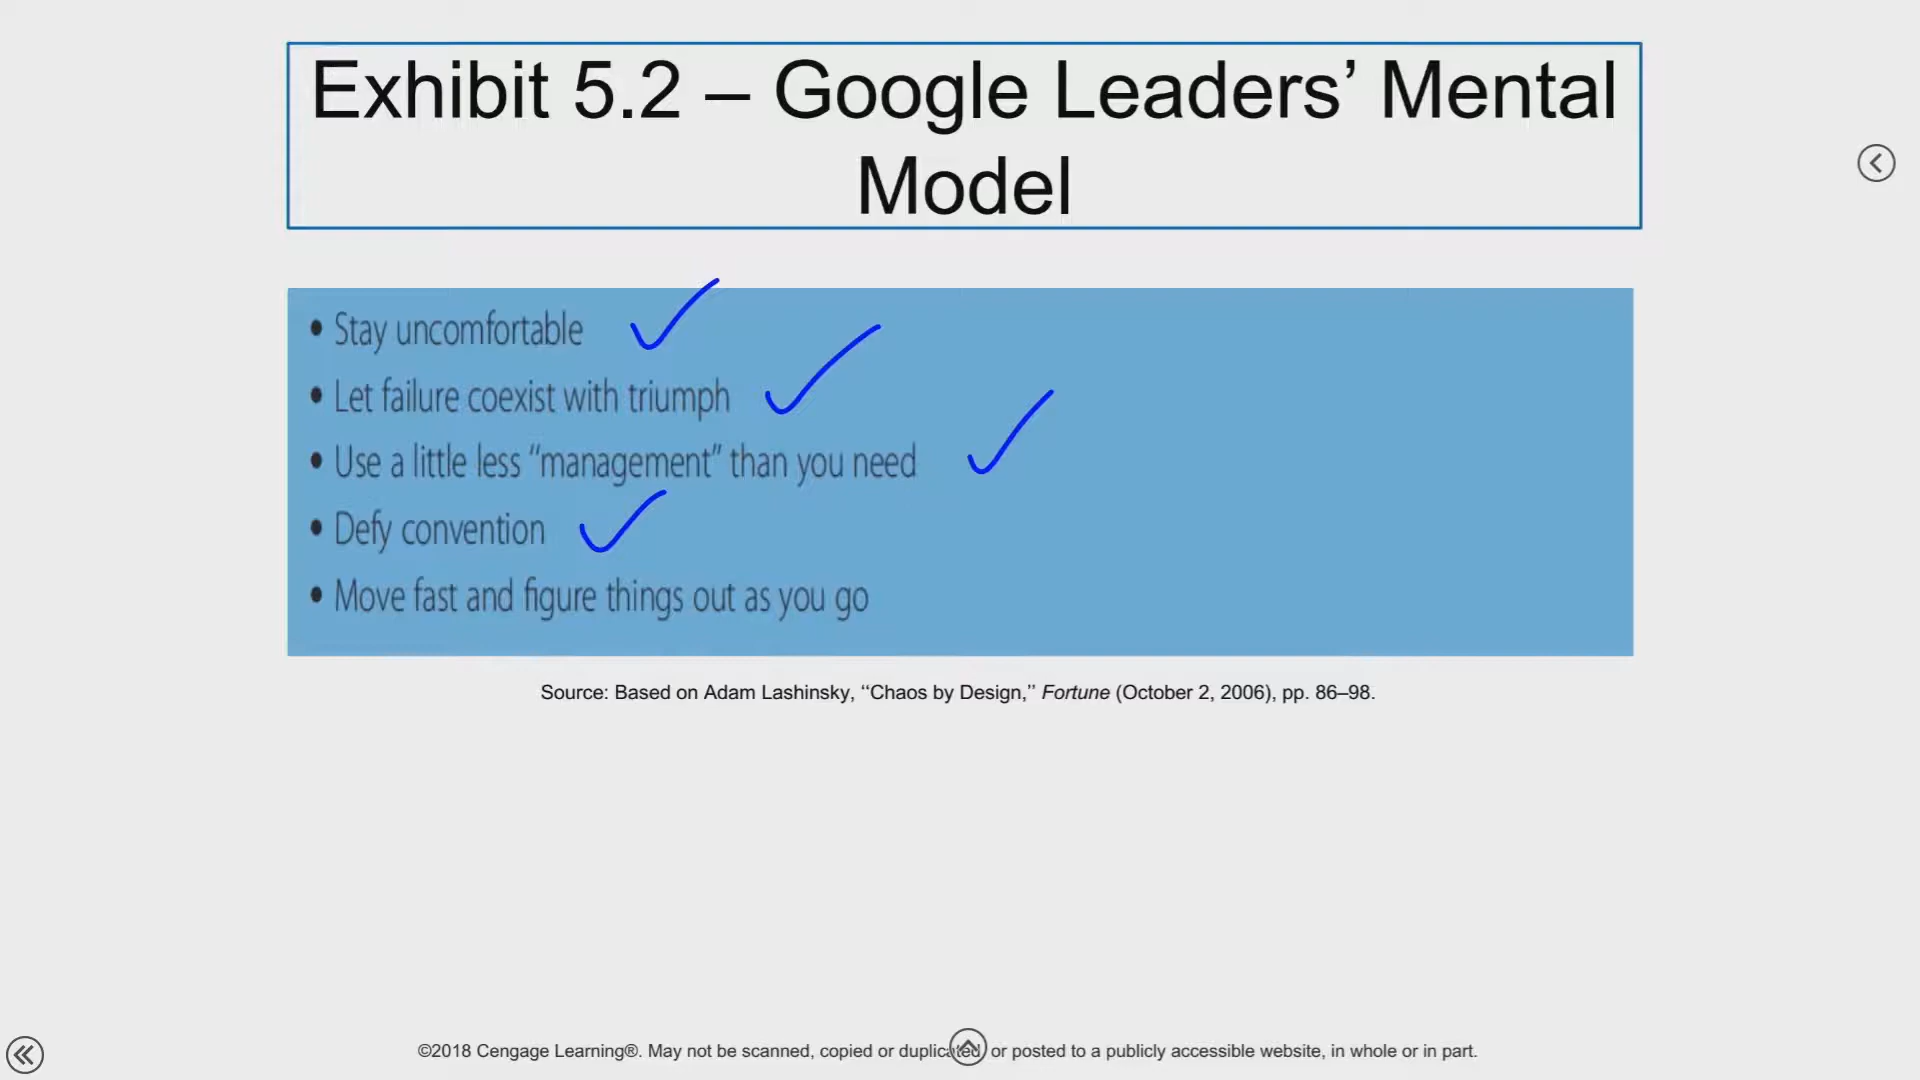 Exhibit 5.2 – Google Leaders’ Mental
Model
• Stay uncomfortable
• Let failure coexist with triumph
• Use a little less “management” than you need
• Defy convention
• Move fast and figure things out as you go
Source: Based on Adam Lashinsky, ‘‘Chaos by Design,’’ Fortune (October 2, 2006), pp. 86–98.
©2018 Cengage Learning®. May not be scanned, copied or duplicated, or posted to a publicly accessible website, in whole or in part.